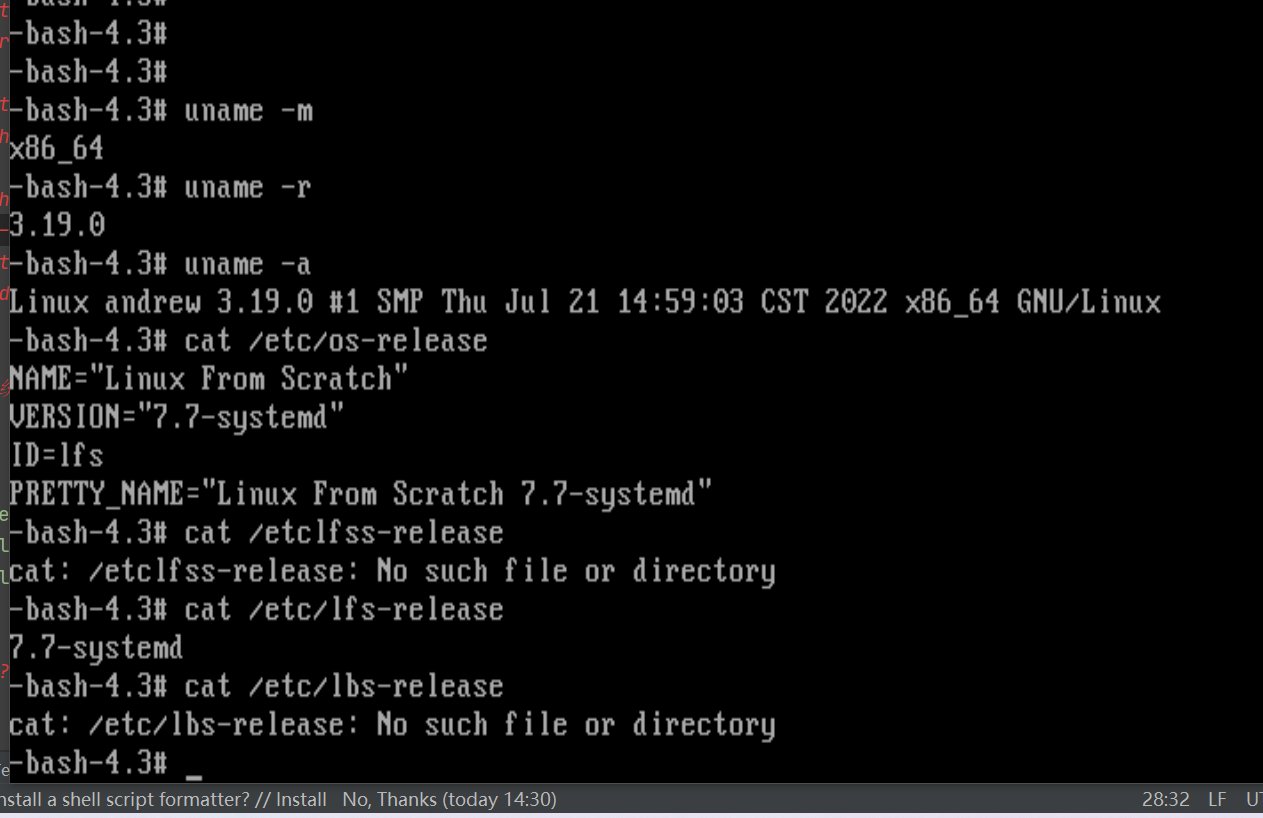 -bash-4.3#
-bash-4.3#
-bash-4.3#
-bash-4.3# uname -m
x86_64
-bash-4.3# uname -r
3.19.0
-bash-4.3# uname -a
Linux andrew 3.19.0 #1 SMP Thu Jul 21 14:59:03 CST 2022 x86_64 GNU/Linux
-bash-4.3# cat /etc/os-release
NAME="Linux From Scratch"
VERSION="7.7-systemd"
ID=lfs
PRETTY_NAME="Linux From Scratch 7.7-systemd"
-bash-4.3# cat /etclfss-release
cat: /etclfss-release: No such file or directory
-bash-4.3# cat /etc/lfs-release
7.7-systemd
-bash-4.3# cat /etc/lbs-release
cat: /etc/lbs-release: No such file or directory
-bash-4.3# _
nstall a shell script formatter? // Install No, Thanks (today 14:30) 28:32 LF